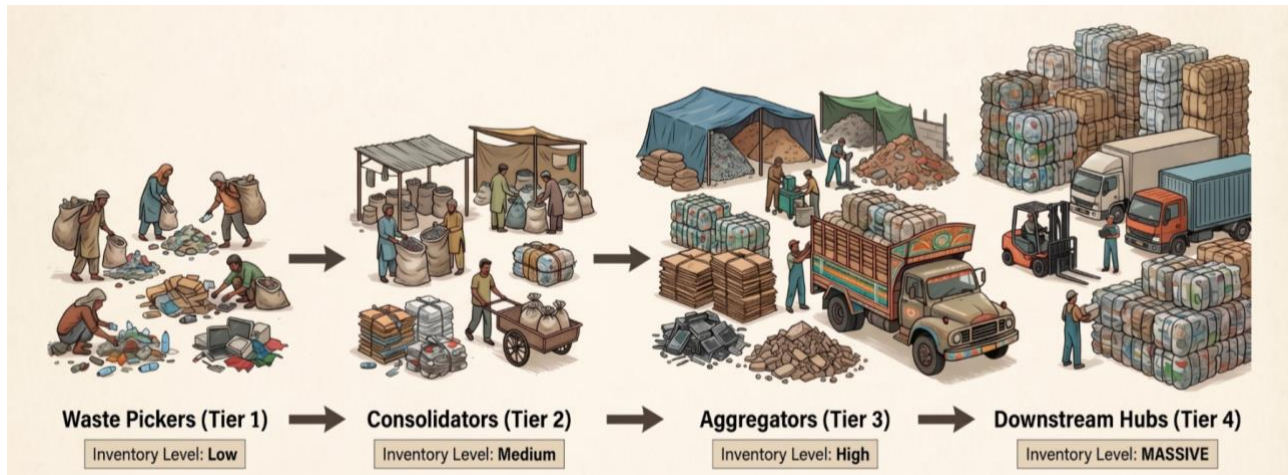 Waste Pickers (Tier 1)
Inventory Level: Low
Consolidators (Tier 2)
Inventory Level: Medium
Aggregators (Tier 3)
Inventory Level: High
Downstream Hubs (Tier 4)
Inventory Level: MASSIVE